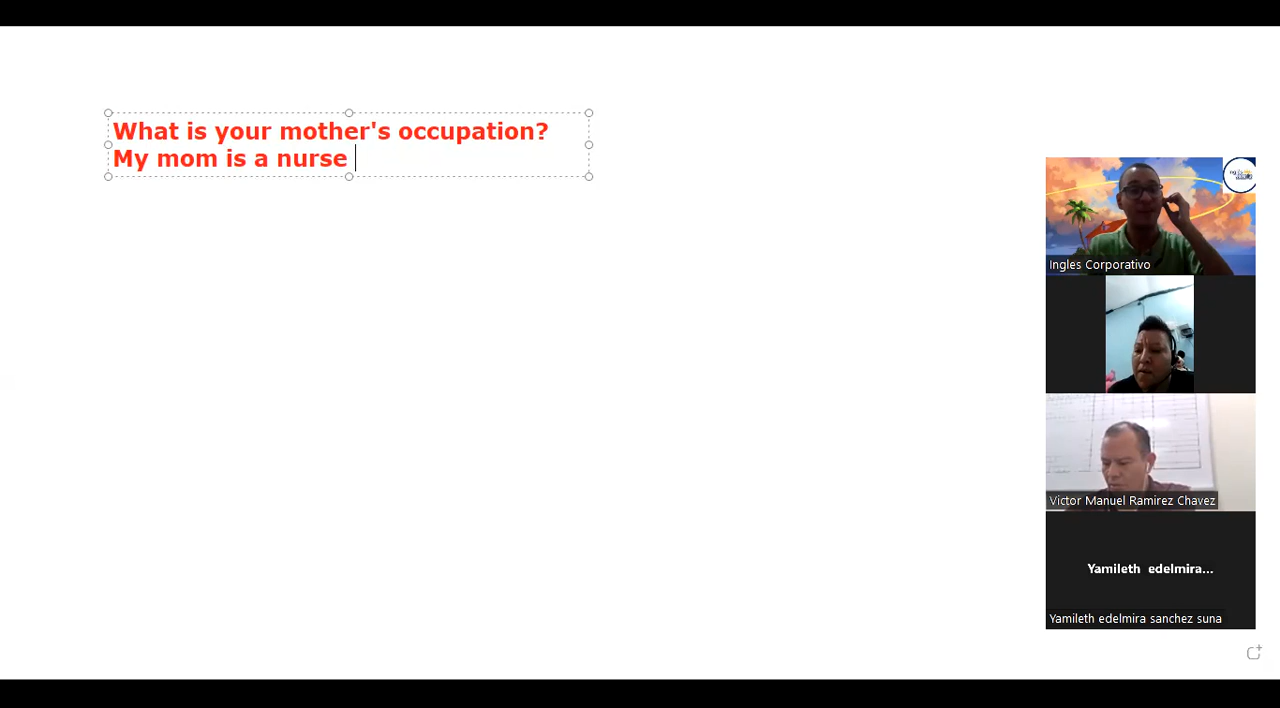 What is your mother's occupation?
My mom is a nurse
Ingles Corporativo
Victor Manuel Ramirez Chavez
Yamileth edelmira...
Yamileth edelmira sanchez suna